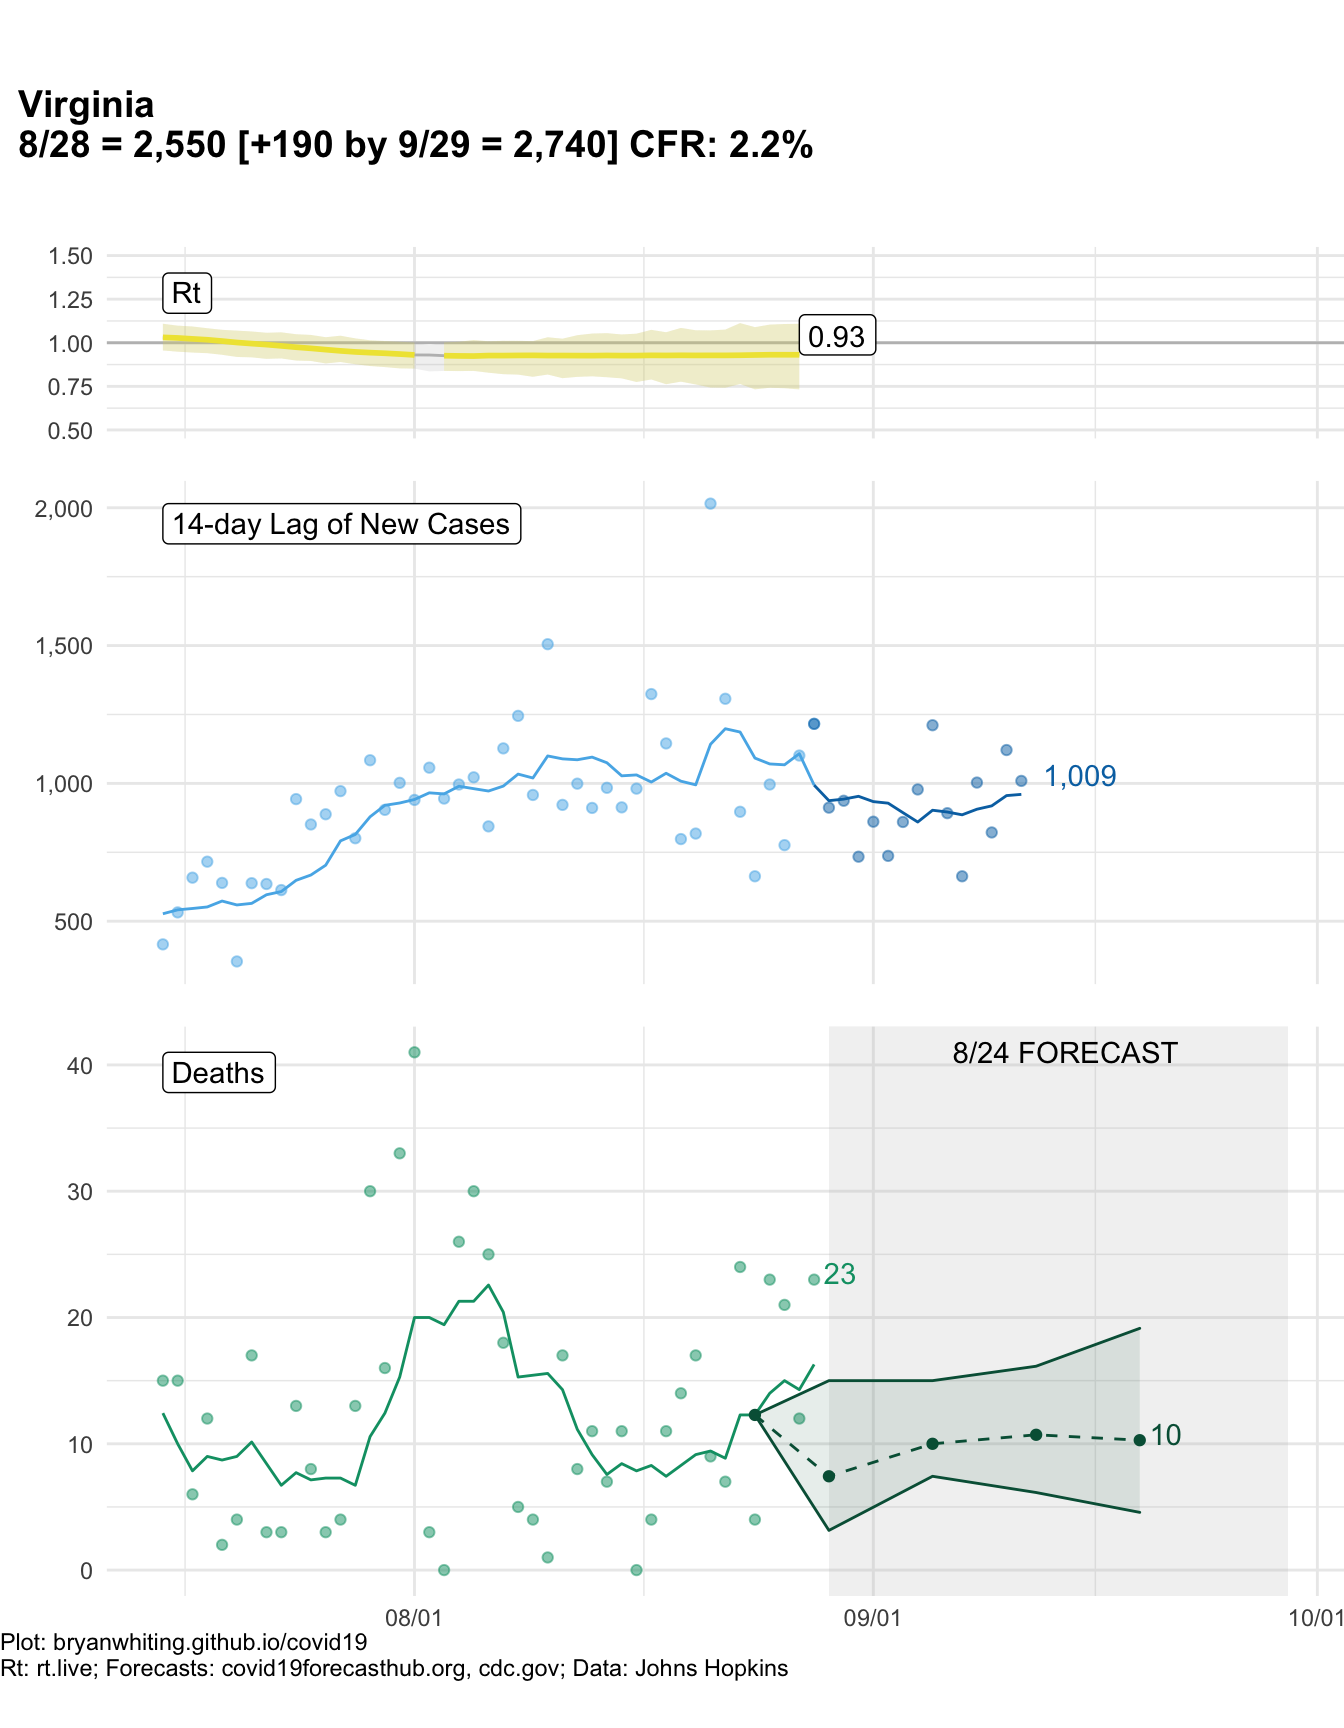 Virginia
8/28 = 2,550 [+190 by 9/29 = 2,740] CFR: 2.2%
1.50
1.25
1.00
0.75
0.50
Rt
0.93
2,000
1,500
1,000
500
14-day Lag of New Cases
1,009
40
30
20
10
0
Deaths
8/24 FORECAST
23
10
08/01
09/01
10/01
Plot: bryanwhiting.github.io/covid19
Rt: rt.live; Forecasts: covid19forecasthub.org, cdc.gov; Data: Johns Hopkins